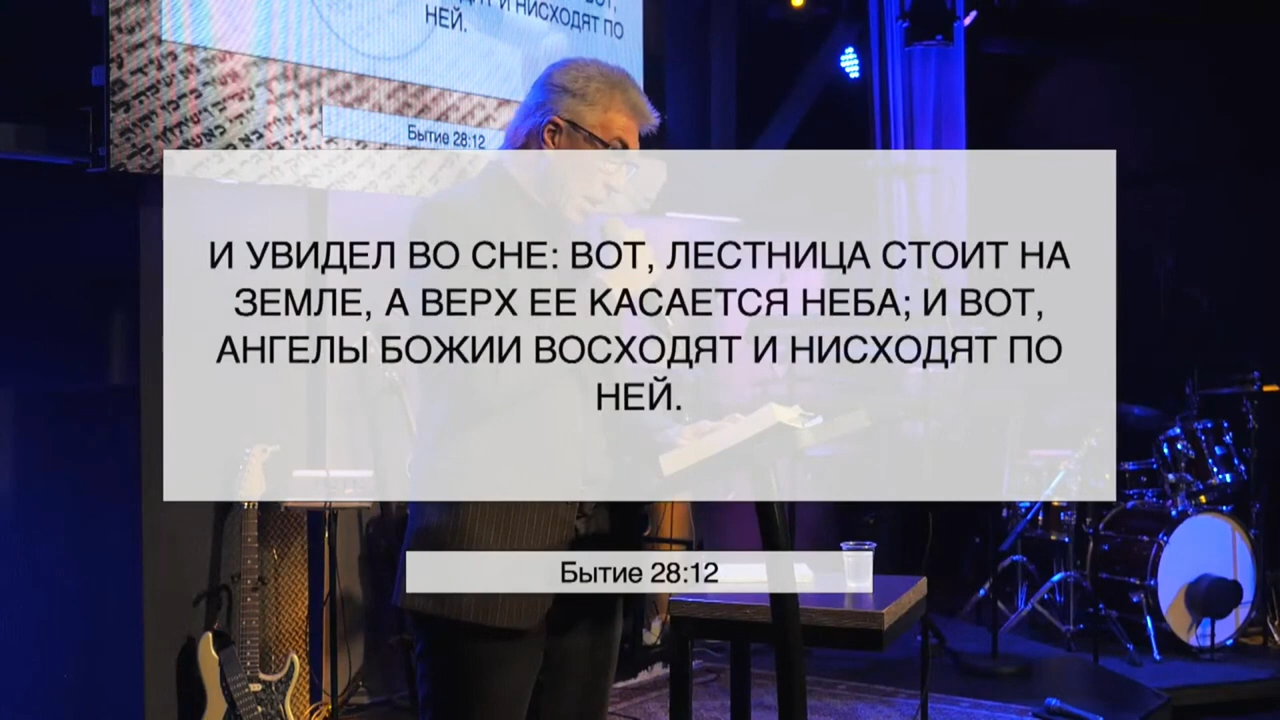 НИСХОДЯТ ПО
НЕЙ.
Бытие 28:12
И УВИДЕЛ ВО СНЕ: ВОТ, ЛЕСТНИЦА СТОИТ НА
ЗЕМЛЕ, А ВЕРХ ЕЕ КАСАЕТСЯ НЕБА; И ВОТ,
АНГЕЛЫ БОЖИИ ВОСХОДЯТ И НИСХОДЯТ ПО
НЕЙ.
Бытие 28:12